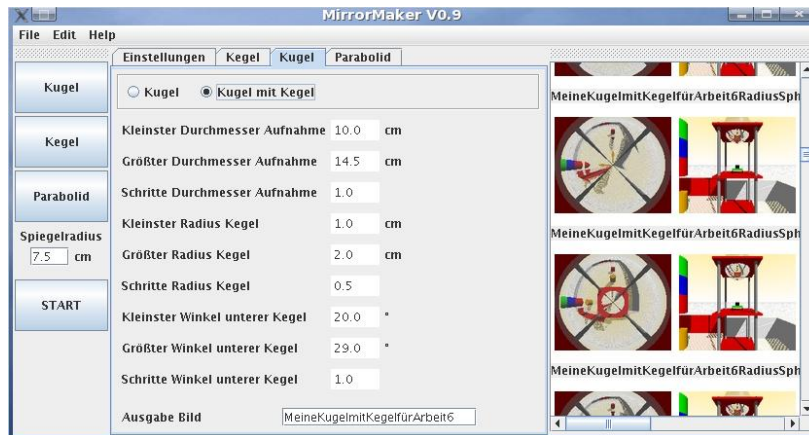 MirrorMaker V0.9
File Edit Help
Einstellungen Kegel Kugel Parabolid
Kugel
Kegel
Parabolid
Spiegelradius
7.5 cm
START
Kugel Kugel mit Kegel
Kleinster Durchmesser Aufnahme 10.0 cm
Größter Durchmesser Aufnahme 14.5 cm
Schritte Durchmesser Aufnahme 1.0
Kleinster Radius Kegel 1.0 cm
Größter Radius Kegel 2.0 cm
Schritte Radius Kegel 0.5
Kleinster Winkel unterer Kegel 20.0 °
Größter Winkel unterer Kegel 29.0 °
Schritte Winkel unterer Kegel 1.0
Ausgabe Bild MeineKugelmitKegelfürArbeit6
MeineKugelmitKegelfürArbeit6RadiusSph
MeineKugelmitKegelfürArbeit6RadiusSph
MeineKugelmitKegelfürArbeit6RadiusSph